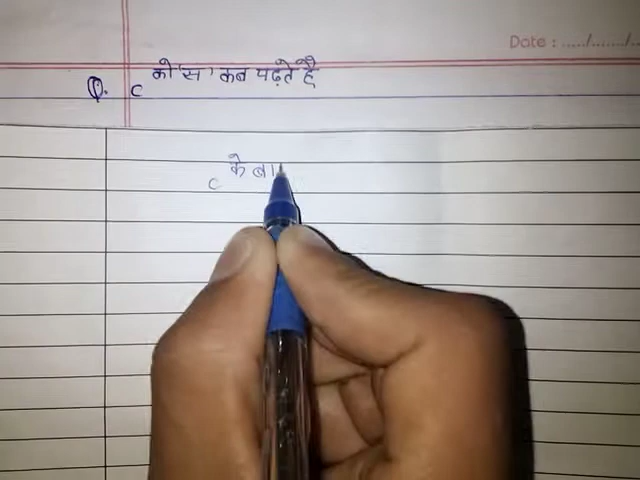 Date : ...../......./...
Q. c को 'स' कब पढ़ते है
c के बा